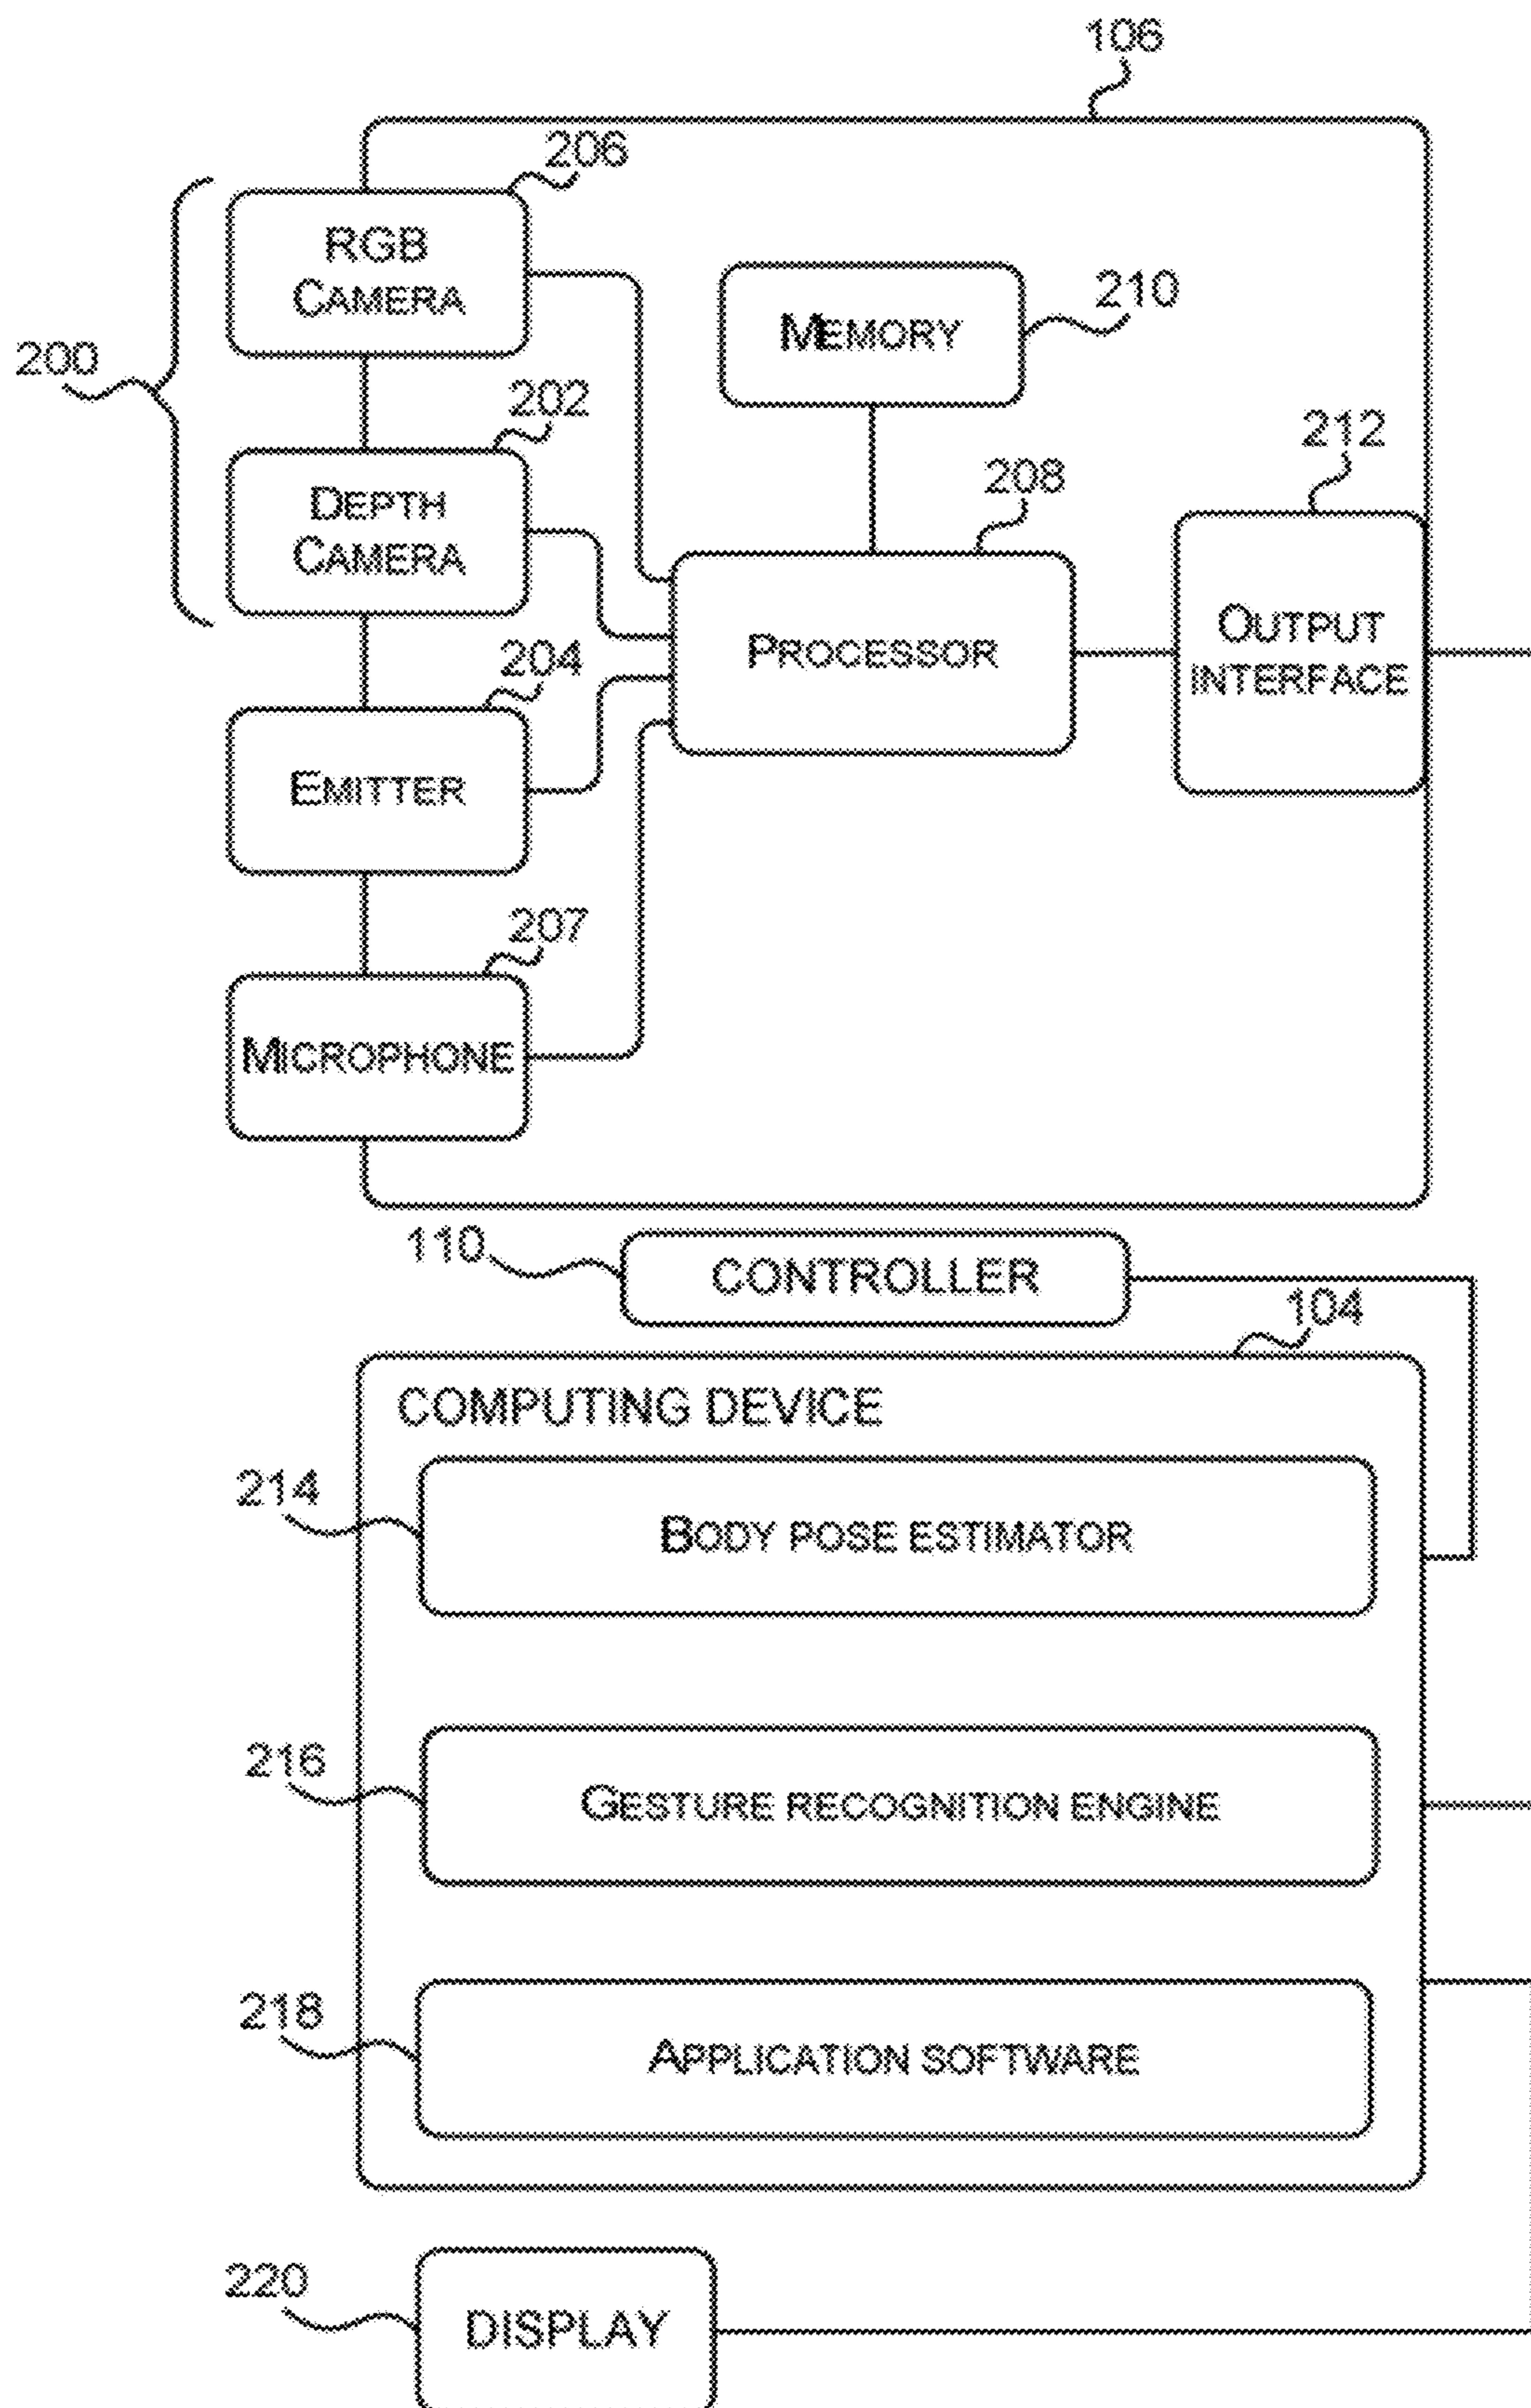 106
206
RGB
CAMERA
200
210
MEMORY
202
212
DEPTH
CAMERA
208
OUTPUT
INTERFACE
PROCESSOR
204
EMITTER
207
MICROPHONE
110
CONTROLLER
104
COMPUTING DEVICE
214
BODY POSE ESTIMATOR
216
GESTURE RECOGNITION ENGINE
218
APPLICATION SOFTWARE
220
DISPLAY